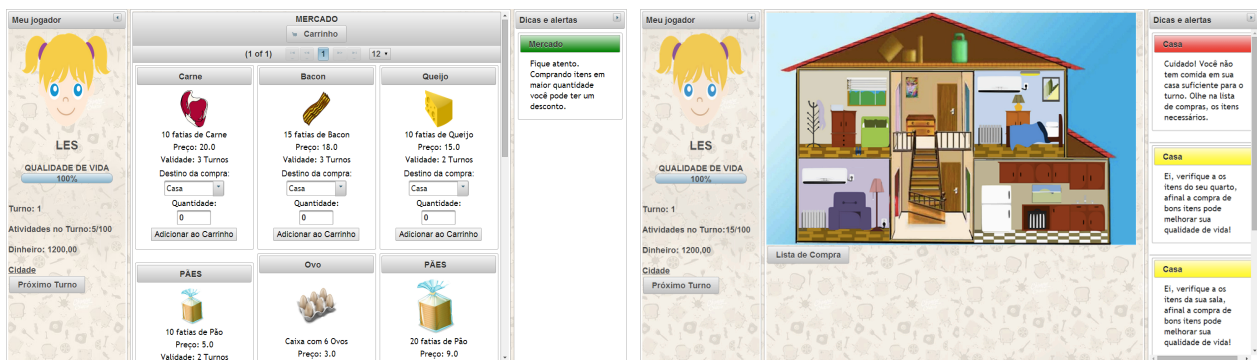 Meu jogador
LES
QUALIDADE DE VIDA
100%
Turno: 1
Atividades no Turno:5/100
Dinheiro: 1200,00
Cidade
Próximo Turno
MERCADO
Carrinho
(1 of 1)
1
12
Carne
10 fatias de Carne
Preço: 20.0
Validade: 3 Turnos
Destino da compra:
Casa
Quantidade:
0
Adicionar ao Carrinho
Bacon
15 fatias de Bacon
Preço: 18.0
Validade: 3 Turnos
Destino da compra:
Casa
Quantidade:
0
Adicionar ao Carrinho
Queijo
10 fatias de Queijo
Preço: 15.0
Validade: 2 Turnos
Destino da compra:
Casa
Quantidade:
0
Adicionar ao Carrinho
PÃES
10 fatias de Pão
Preço: 5.0
Validade: 2 Turnos
Ovo
Caixa com 6 Ovos
Preço: 3.0
PÃES
20 fatias de Pão
Preço: 9.0
Dicas e alertas
Mercado
Fique atento.
Comprando itens em
maior quantidade
você pode ter um
desconto.
Meu jogador
LES
QUALIDADE DE VIDA
100%
Turno: 1
Atividades no Turno:15/100
Dinheiro: 1200,00
Cidade
Próximo Turno
Lista de Compra
Dicas e alertas
Casa
Cuidado! Você não
tem comida em sua
casa suficiente para o
turno. Olhe na lista
de compras, os itens
necessários.
Casa
Ei, verifique a os
itens do seu quarto,
afinal a compra de
bons itens pode
melhorar sua
qualidade de vida!
Casa
Ei, verifique a os
itens da sua sala,
afinal a compra de
bons itens pode
melhorar sua
qualidade de vida!